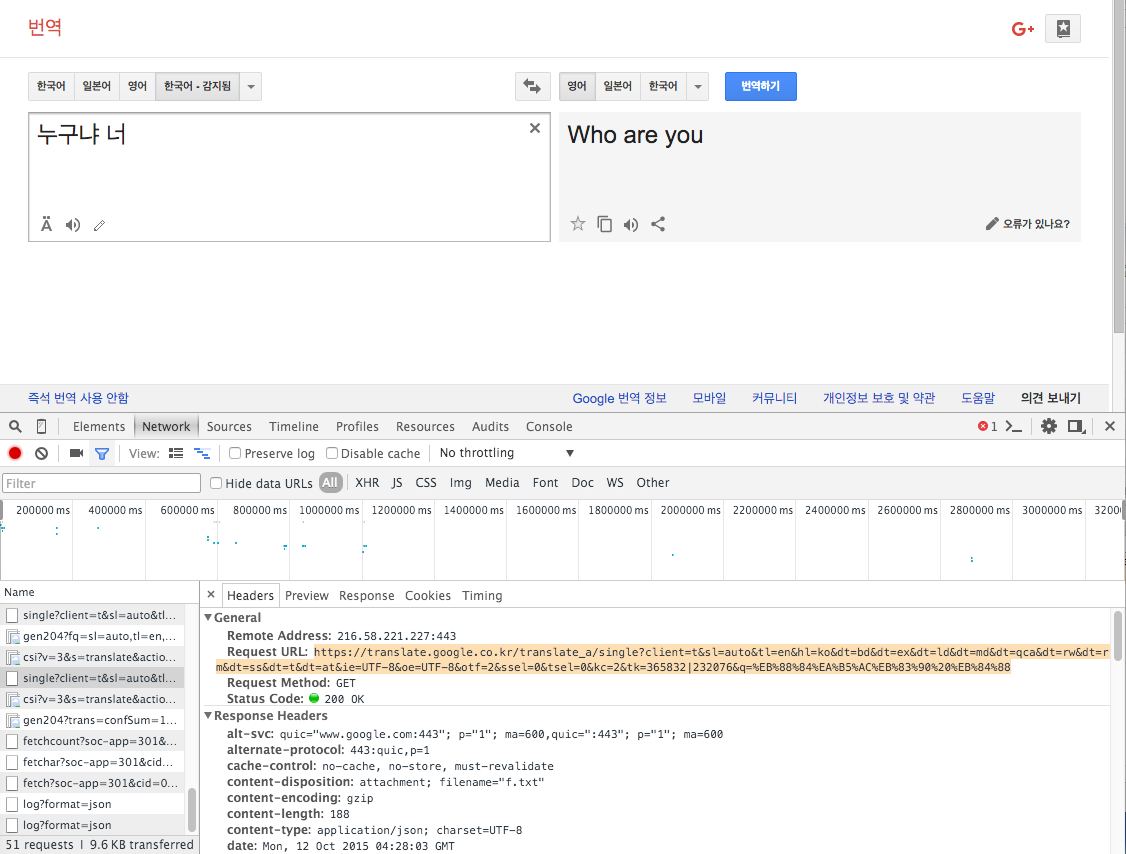 번역
G+
한국어 일본어 영어 한국어 - 감지됨 영어 일본어 한국어 번역하기
누구냐 너
Who are you
Ä
오류가 있나요?
즉석 번역 사용 안함 Google 번역 정보 모바일 커뮤니티 개인정보 보호 및 약관 도움말 의견 보내기
Elements Network Sources Timeline Profiles Resources Audits Console 1
View: Preserve log Disable cache No throttling
Filter Hide data URLs All XHR JS CSS Img Media Font Doc WS Other
200000 ms 400000 ms 600000 ms 800000 ms 1000000 ms 1200000 ms 1400000 ms 1600000 ms 1800000 ms 2000000 ms 2200000 ms 2400000 ms 2600000 ms 2800000 ms 3000000 ms 32000
Name
single?client=t&sl=auto&tl...
gen204?fq=sl=auto,tl=en,...
csi?v=3&s=translate&actio...
single?client=t&sl=auto&tl...
csi?v=3&s=translate&actio...
gen204?trans=confSum=1...
fetchcount?soc-app=301&...
fetchar?soc-app=301&cid...
fetch?soc-app=301&cid=0...
log?format=json
log?format=json
51 requests | 9.6 KB transferred
Headers Preview Response Cookies Timing
General
Remote Address: 216.58.221.227:443
Request URL: https://translate.google.co.kr/translate_a/single?client=t&sl=auto&tl=en&hl=ko&dt=bd&dt=ex&dt=ld&dt=md&dt=qca&dt=rw&dt=r
m&dt=ss&dt=t&dt=at&ie=UTF-8&oe=UTF-8&otf=2&ssel=0&tsel=0&kc=2&tk=365832|232076&q=%EB%88%84%EA%B5%AC%EB%83%90%20%EB%84%88
Request Method: GET
Status Code: 200 OK
Response Headers
alt-svc: quic="www.google.com:443"; p="1"; ma=600,quic=":443"; p="1"; ma=600
alternate-protocol: 443:quic,p=1
cache-control: no-cache, no-store, must-revalidate
content-disposition: attachment; filename="f.txt"
content-encoding: gzip
content-length: 188
content-type: application/json; charset=UTF-8
date: Mon, 12 Oct 2015 04:28:03 GMT